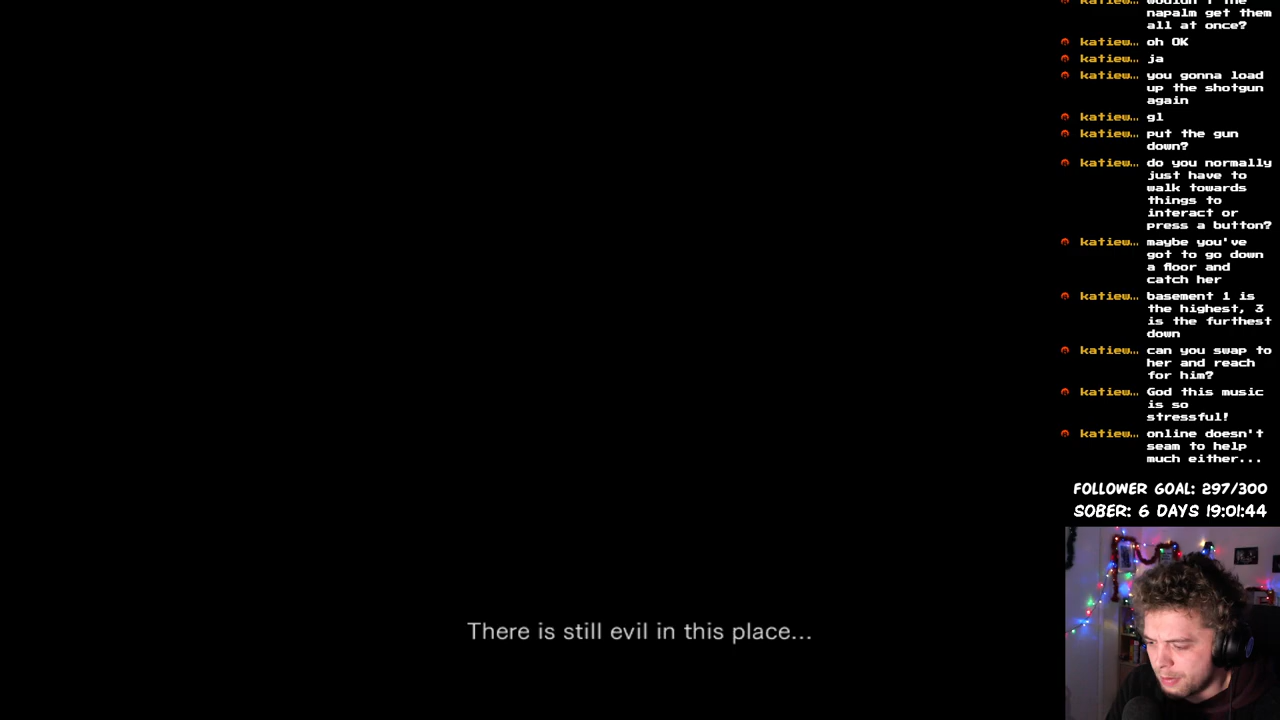 wouldn't the
napalm get them
all at once?
katiew... oh OK
katiew... ja
katiew... you gonna load
up the shotgun
again
katiew... gl
katiew... put the gun
down?
katiew... do you normally
just have to
walk towards
things to
interact or
press a button?
katiew... maybe you've
got to go down
a floor and
catch her
katiew... basement 1 is
the highest, 3
is the furthest
down
katiew... can you swap to
her and reach
for him?
katiew... God this music
is so
stressful!
katiew... online doesn't
seam to help
much either...
FOLLOWER GOAL: 297/300
SOBER: 6 DAYS 19:01:44
There is still evil in this place...